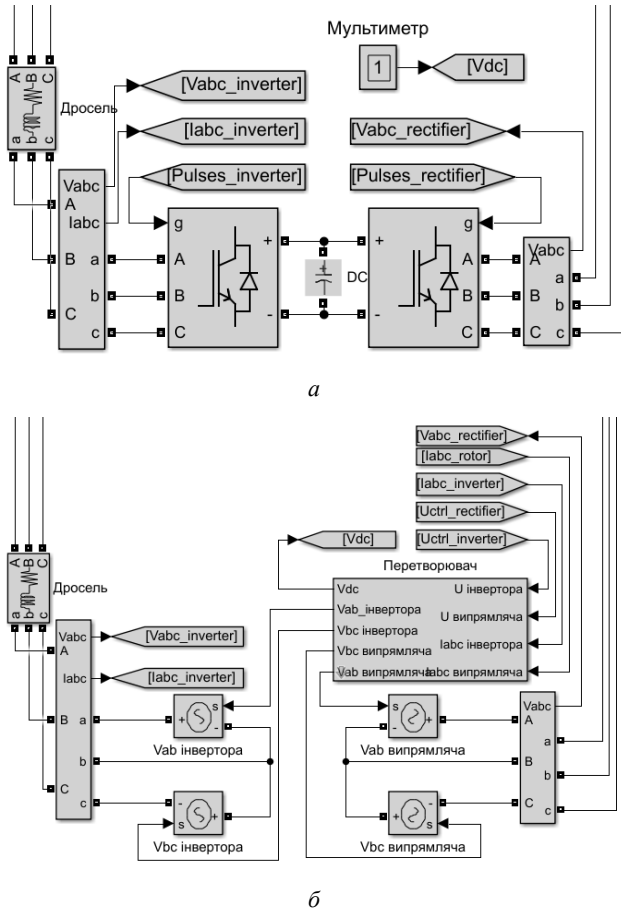 Мультиметр
A B C
[Vabc_inverter]
1
[Vdc]
a b c
Дросель
[Iabc_inverter]
[Vabc_rectifier]
[Pulses_inverter]
[Pulses_rectifier]
Vabc
A
Iabc
B
a
b
C
c
g
A
B
C
+
-
DC
+
-
g
A
B
C
Vabc
A
a
B
b
C
c
а
[Vabc_rectifier]
[Iabc_rotor]
[Iabc_inverter]
[Uctrl_rectifier]
[Vdc]
[Uctrl_inverter]
Перетворювач
A B C
a b c
Дросель
Vdc
U інвертора
Vab_інвертора
U випрямляча
Vbc інвертора
Iabc інвертора
Vbc випрямляча
Vab випрямляча
Iabc випрямляча
Vabc
A
[Vabc_inverter]
Iabc
[Iabc_inverter]
B
a
b
C
c
+
s
-
Vab інвертора
-
s
+
Vbc інвертора
s
-
+
Vab випрямляча
+
-
s
Vbc випрямляча
Vabc
A
a
B
b
C
c
б